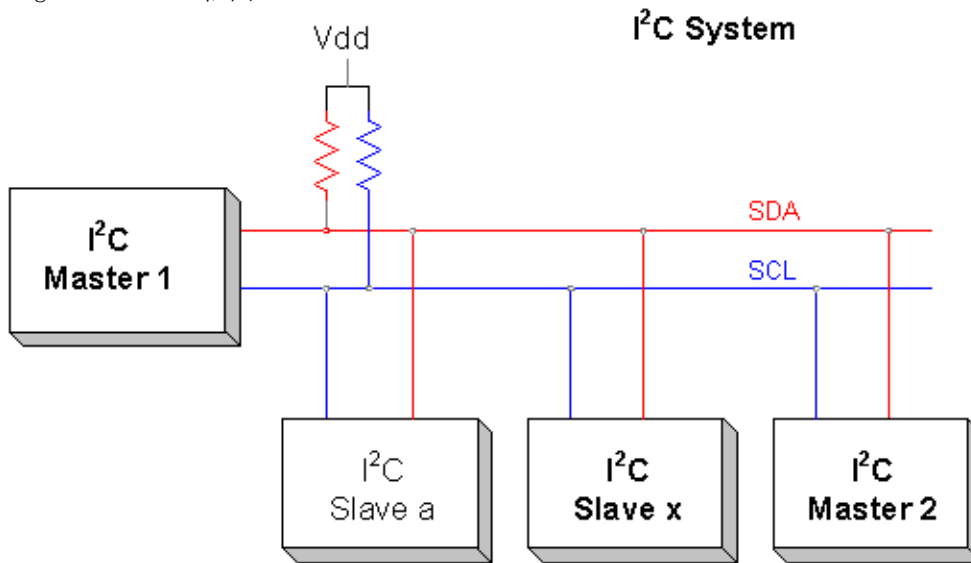 I²C System
Vdd
SDA
I²C
Master 1
SCL
I²C
Slave a
I²C
Slave x
I²C
Master 2